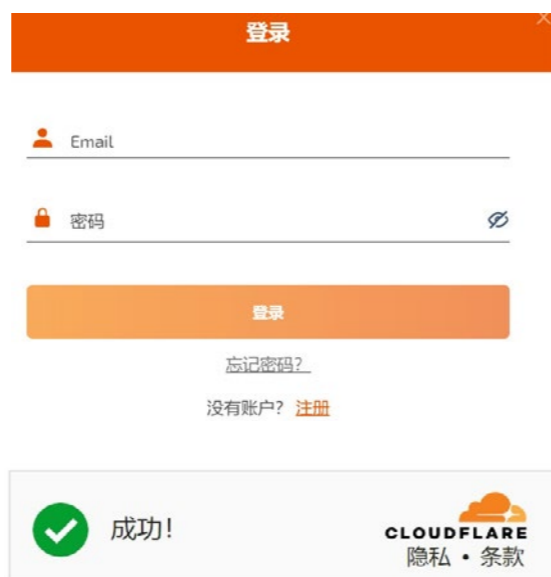 登录
Email
密码
登录
忘记密码？
没有账户？ 注册
成功！
CLOUDFLARE
隐私 • 条款